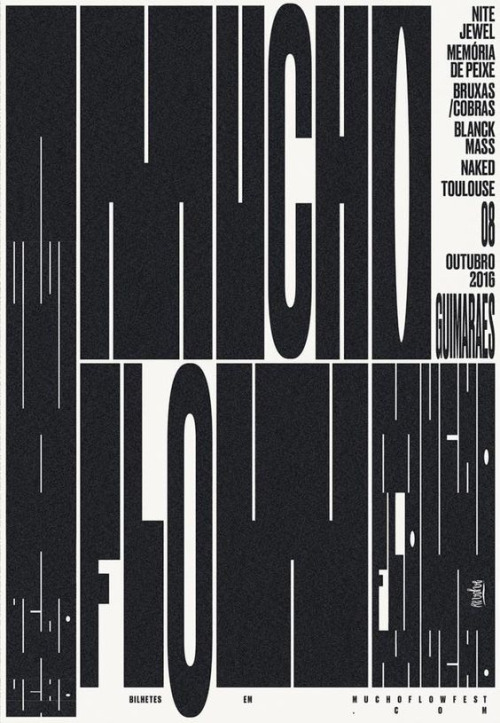 MUCHO
FLOW
NITE
JEWEL
MEMÓRIA
DE PEIXE
BRUXAS
/COBRAS
BLANCK
MASS
NAKED
TOULOUSE
08
OUTUBRO
2016
GUIMARAES
BILHETES EM MUCHOFLOWFEST
.COM